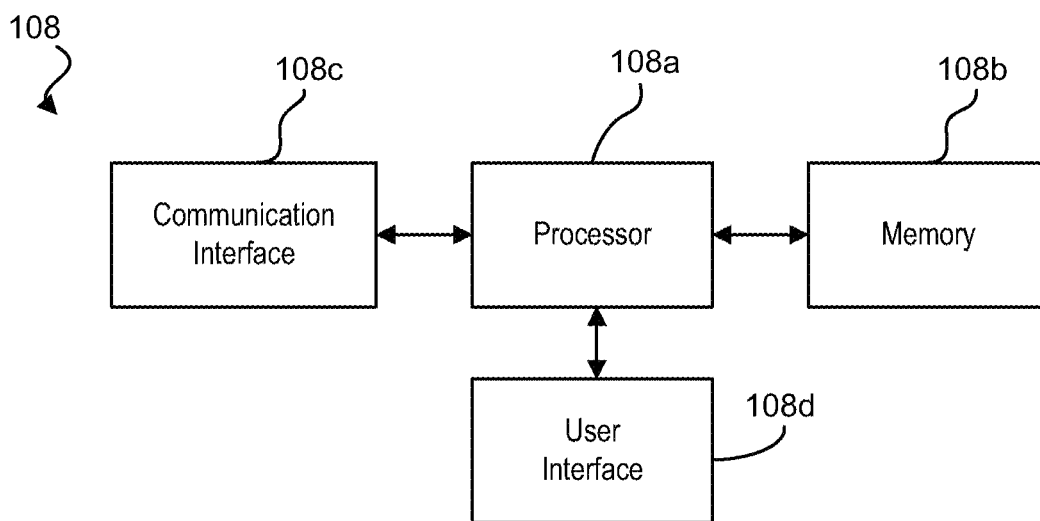 108
108c
108a
108b
Communication
Interface
Processor
Memory
108d
User
Interface